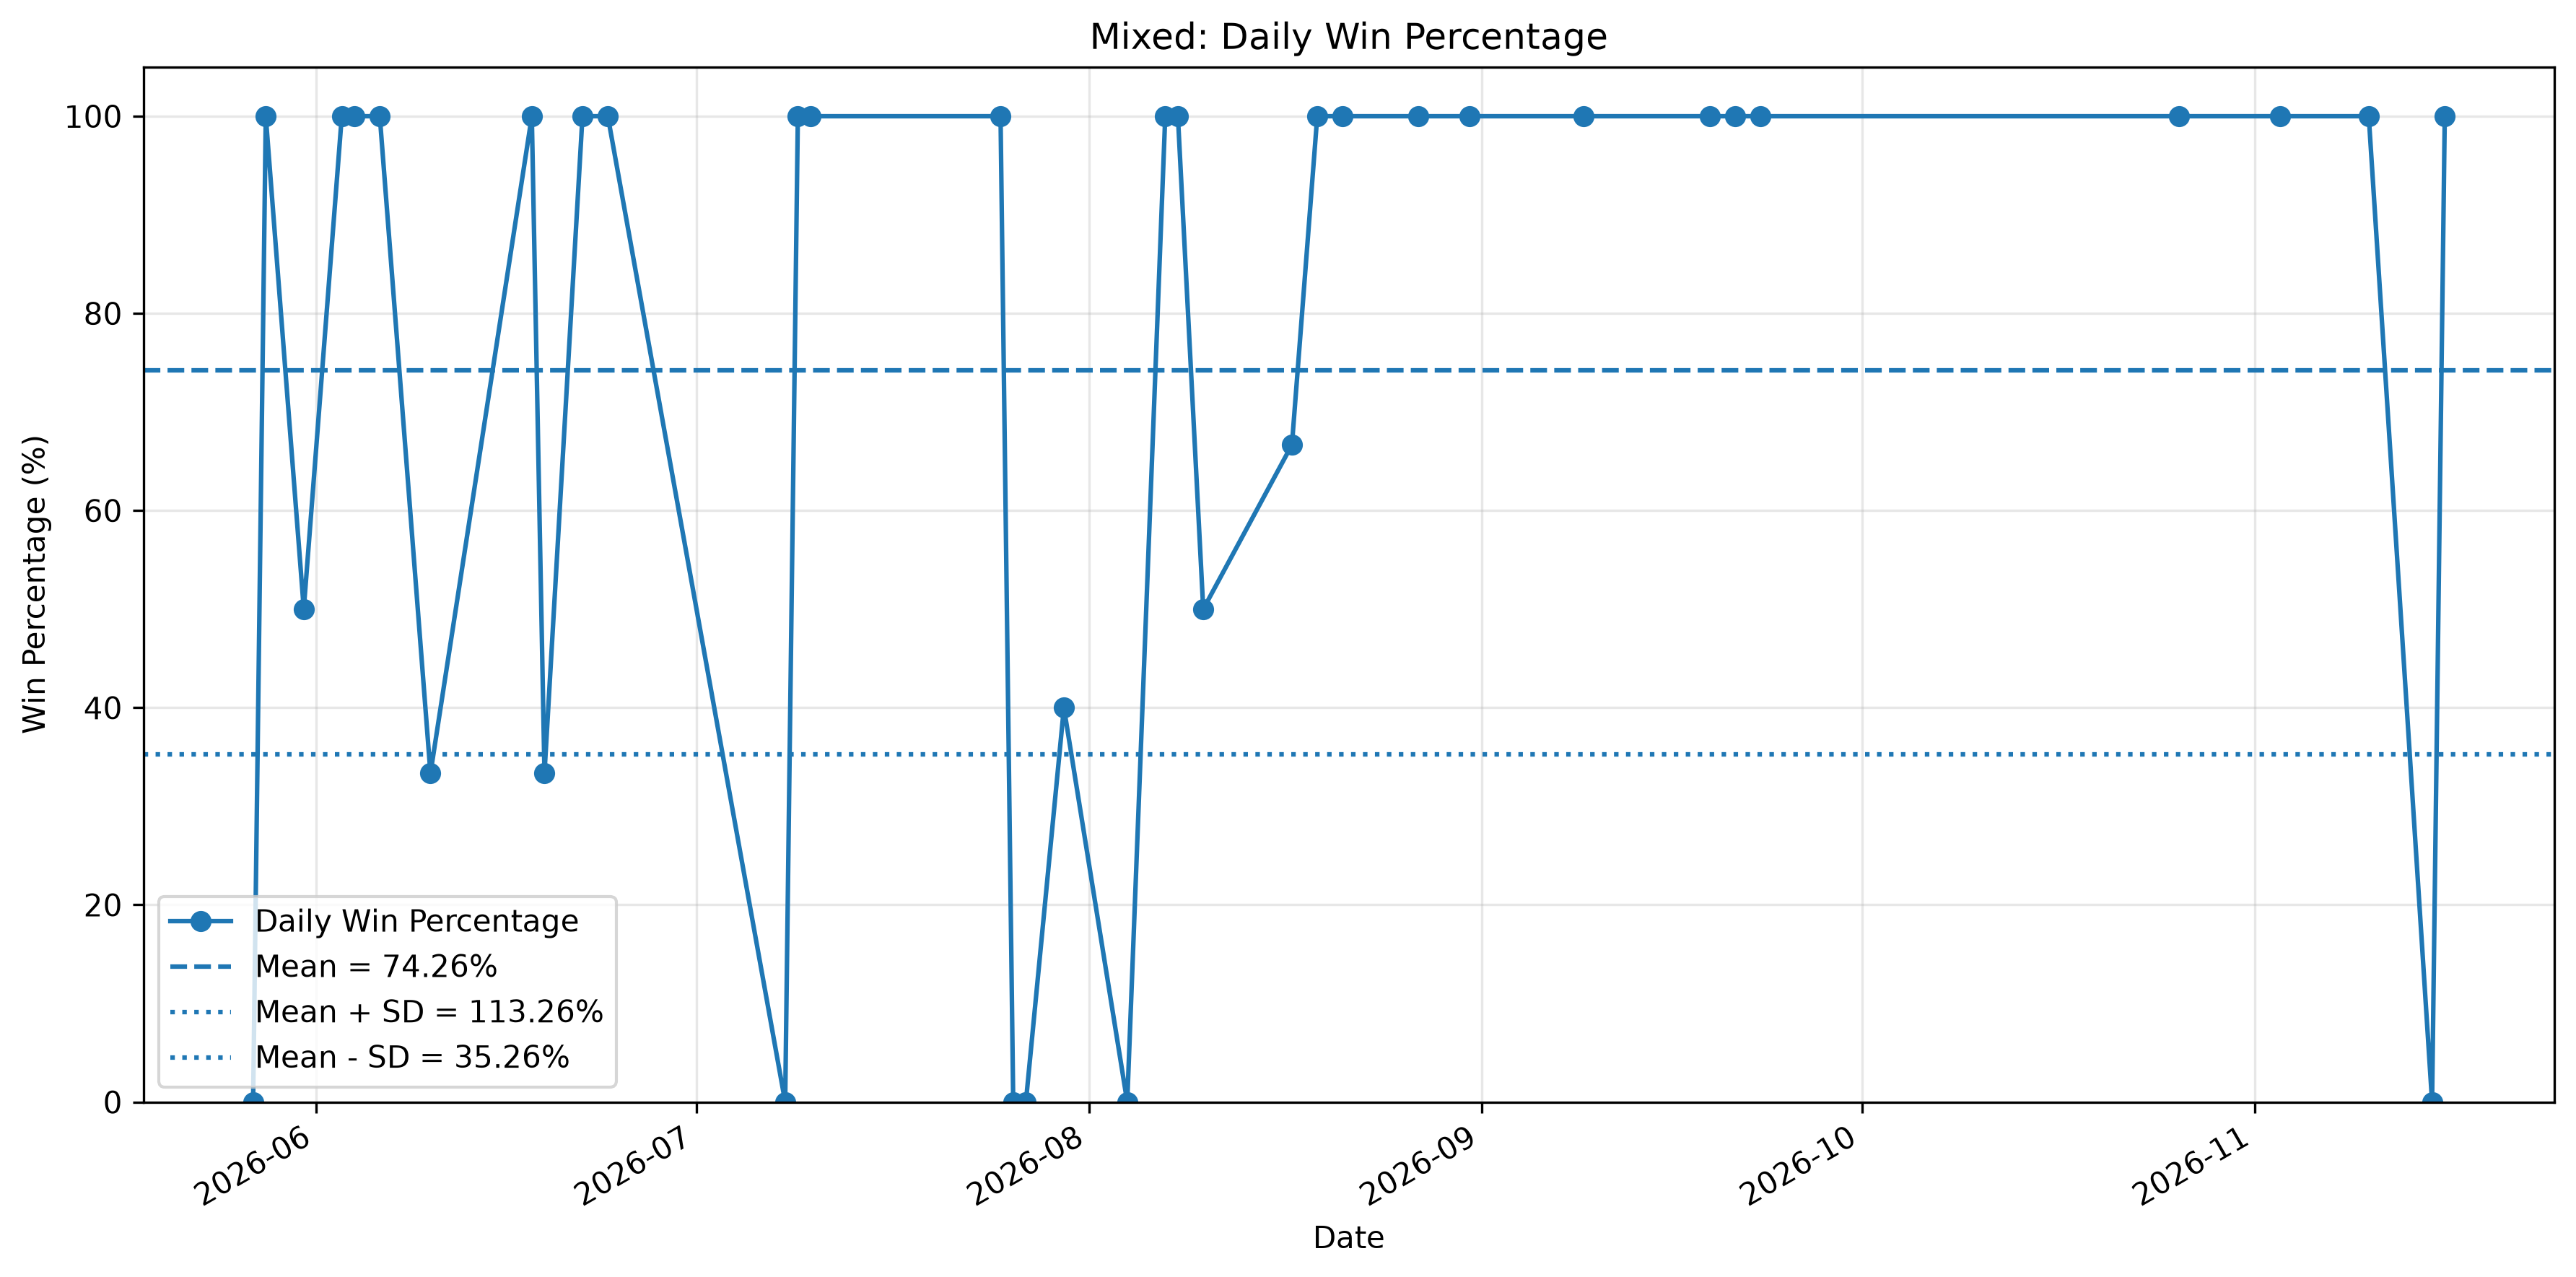 Mixed: Daily Win Percentage
Win Percentage (%)
100
80
60
40
20
0
Daily Win Percentage
Mean = 74.26%
Mean + SD = 113.26%
Mean - SD = 35.26%
2026-06
2026-07
2026-08
2026-09
2026-10
2026-11
Date